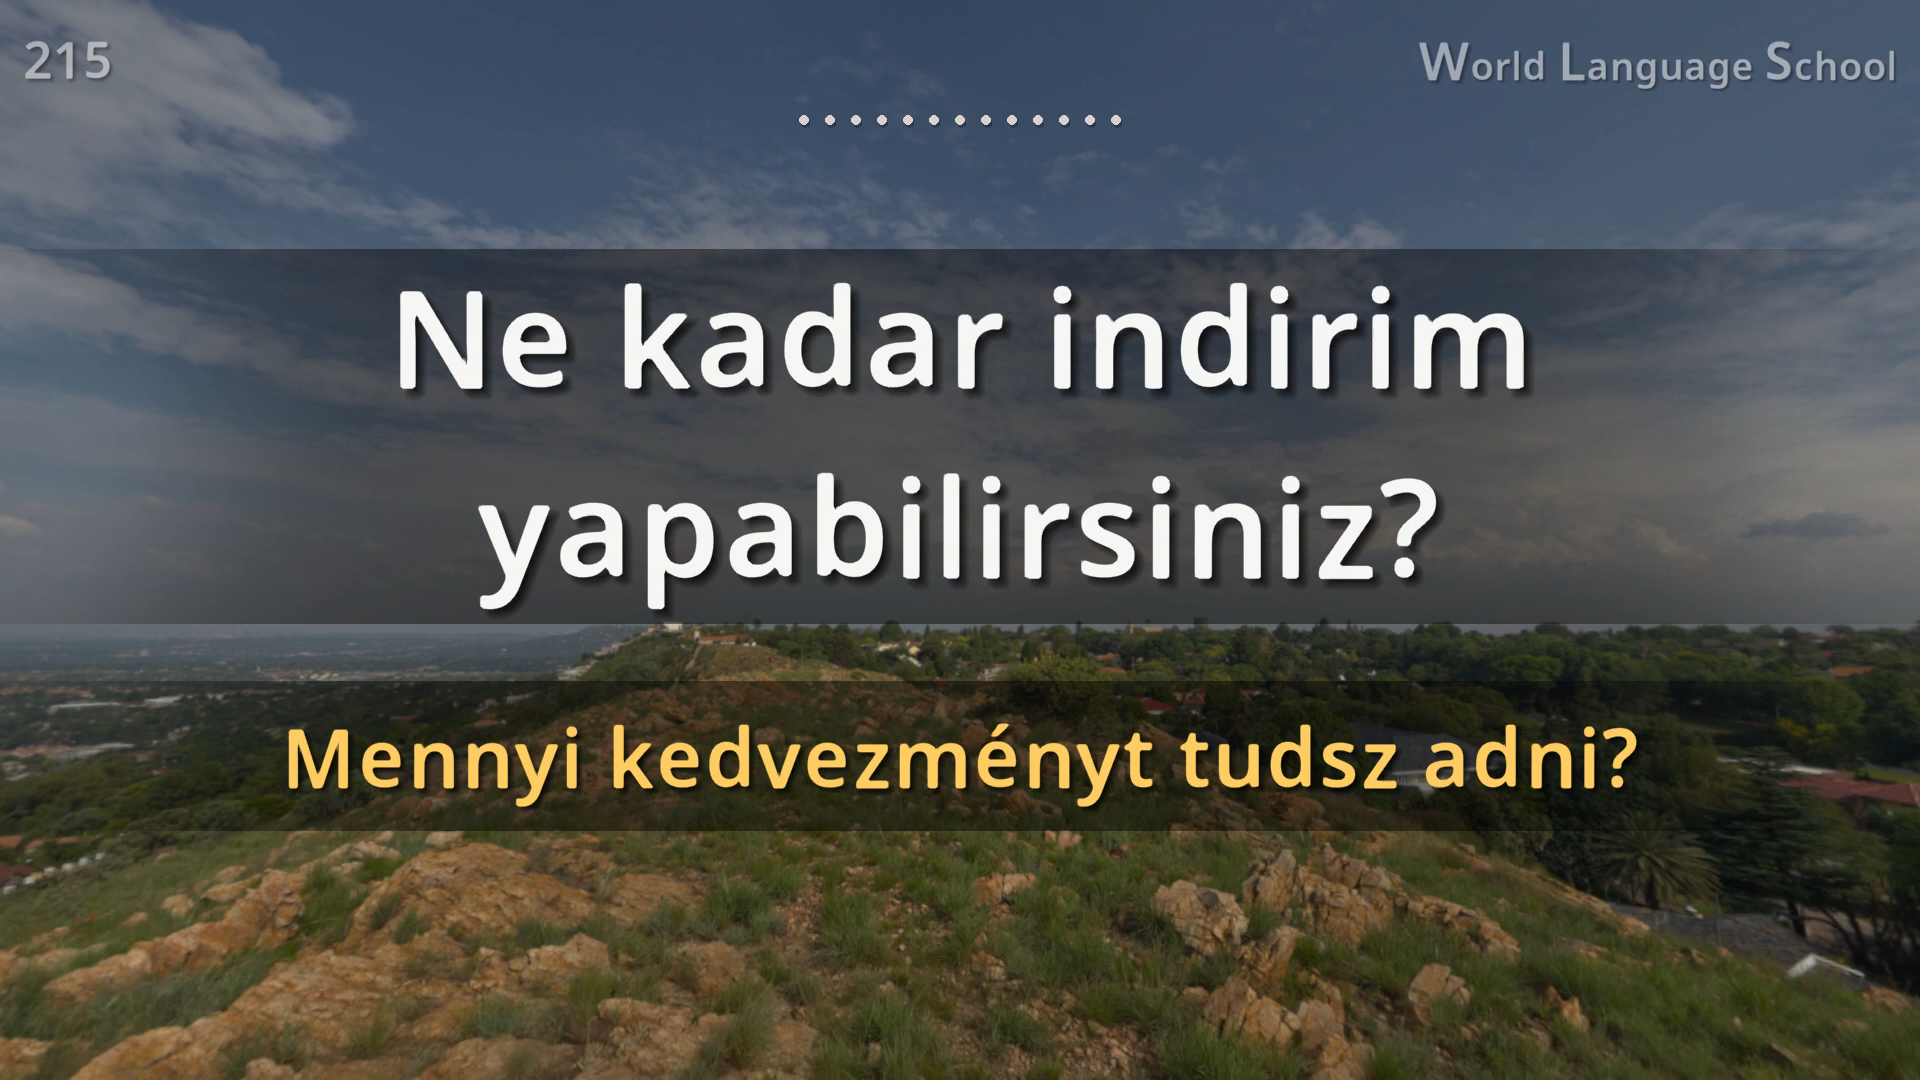 215
World Language School
Ne kadar indirim
yapabilirsiniz?
Mennyi kedvezményt tudsz adni?